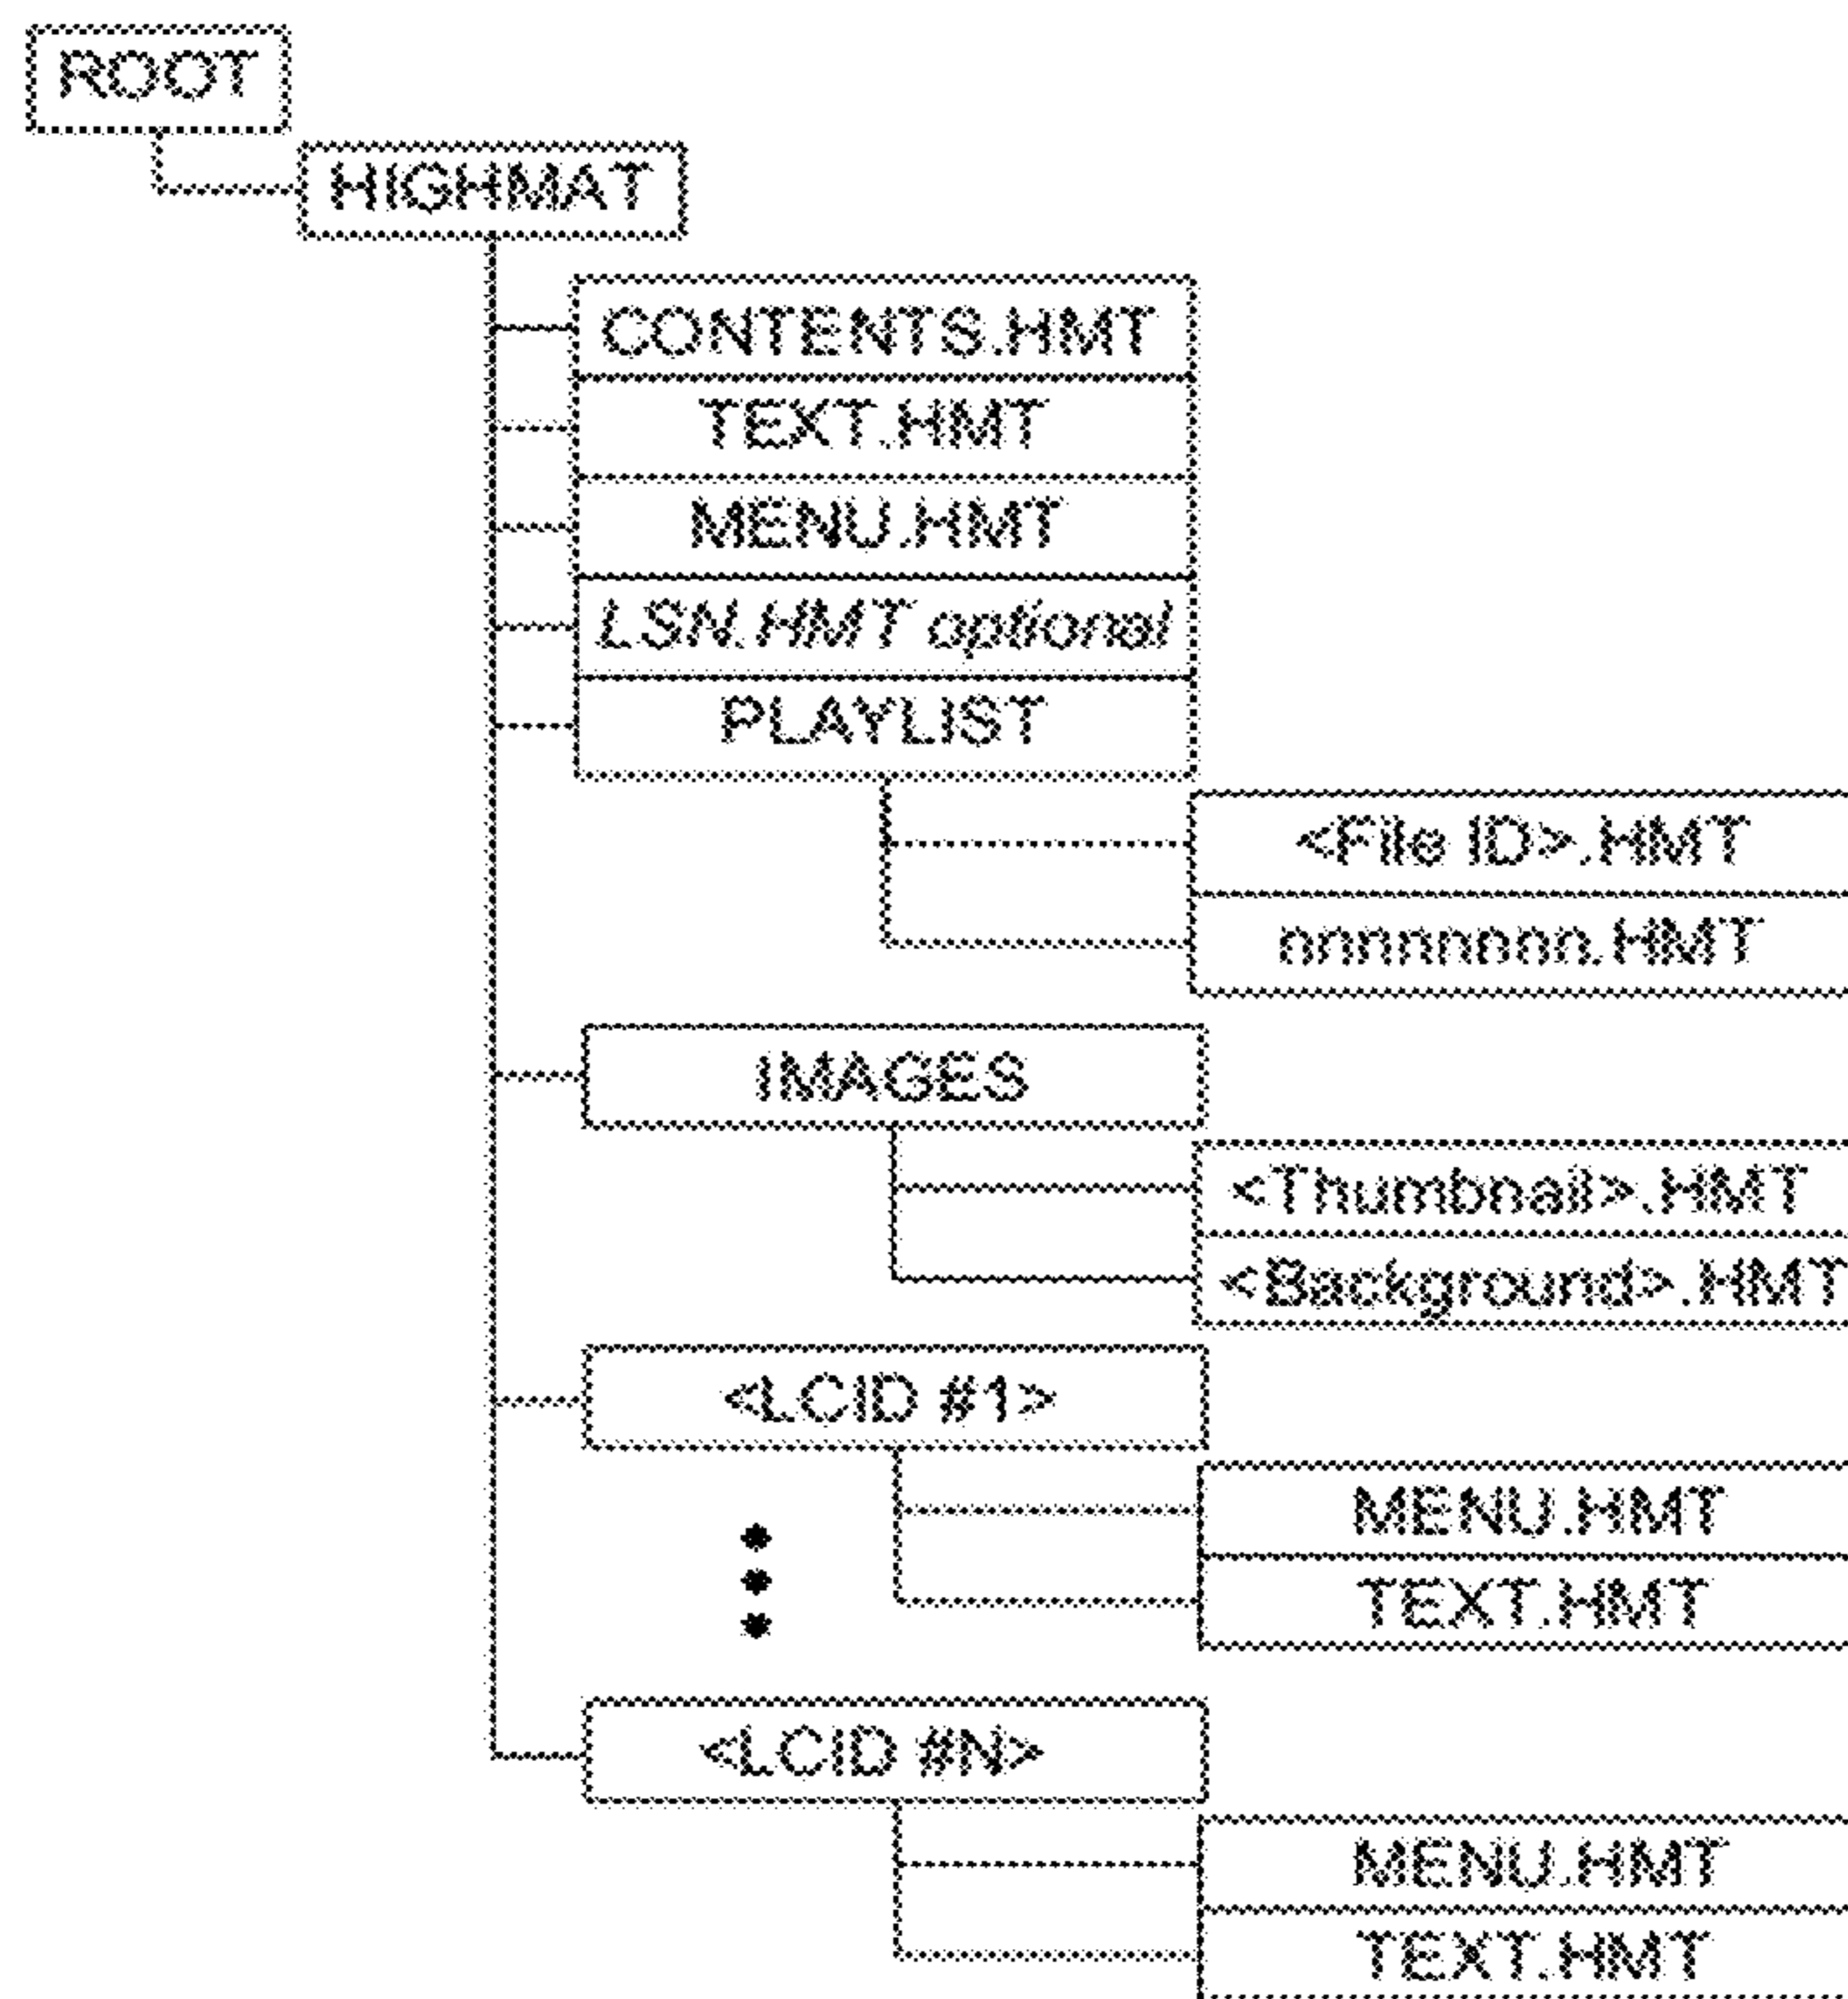 ROOT
HIGHMAT
CONTENTS.HMT
TEXT.HMT
MENU.HMT
LSN.HMT optional
PLAYLIST
<File ID>.HMT
nnnnnnnn.HMT
IMAGES
<Thumbnail>.HMT
<Background>.HMT
<LCID #1>
MENU.HMT
TEXT.HMT
<LCID #N>
MENU.HMT
TEXT.HMT